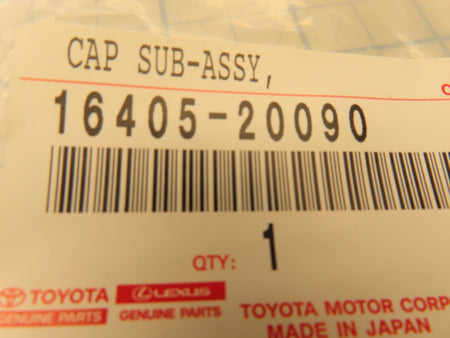 CAP SUB-ASSY,
16405-20090
QTY: 1
TOYOTA LEXUS
GENUINE PARTS GENUINE PARTS
TOYOTA MOTOR CORP
MADE IN JAPAN